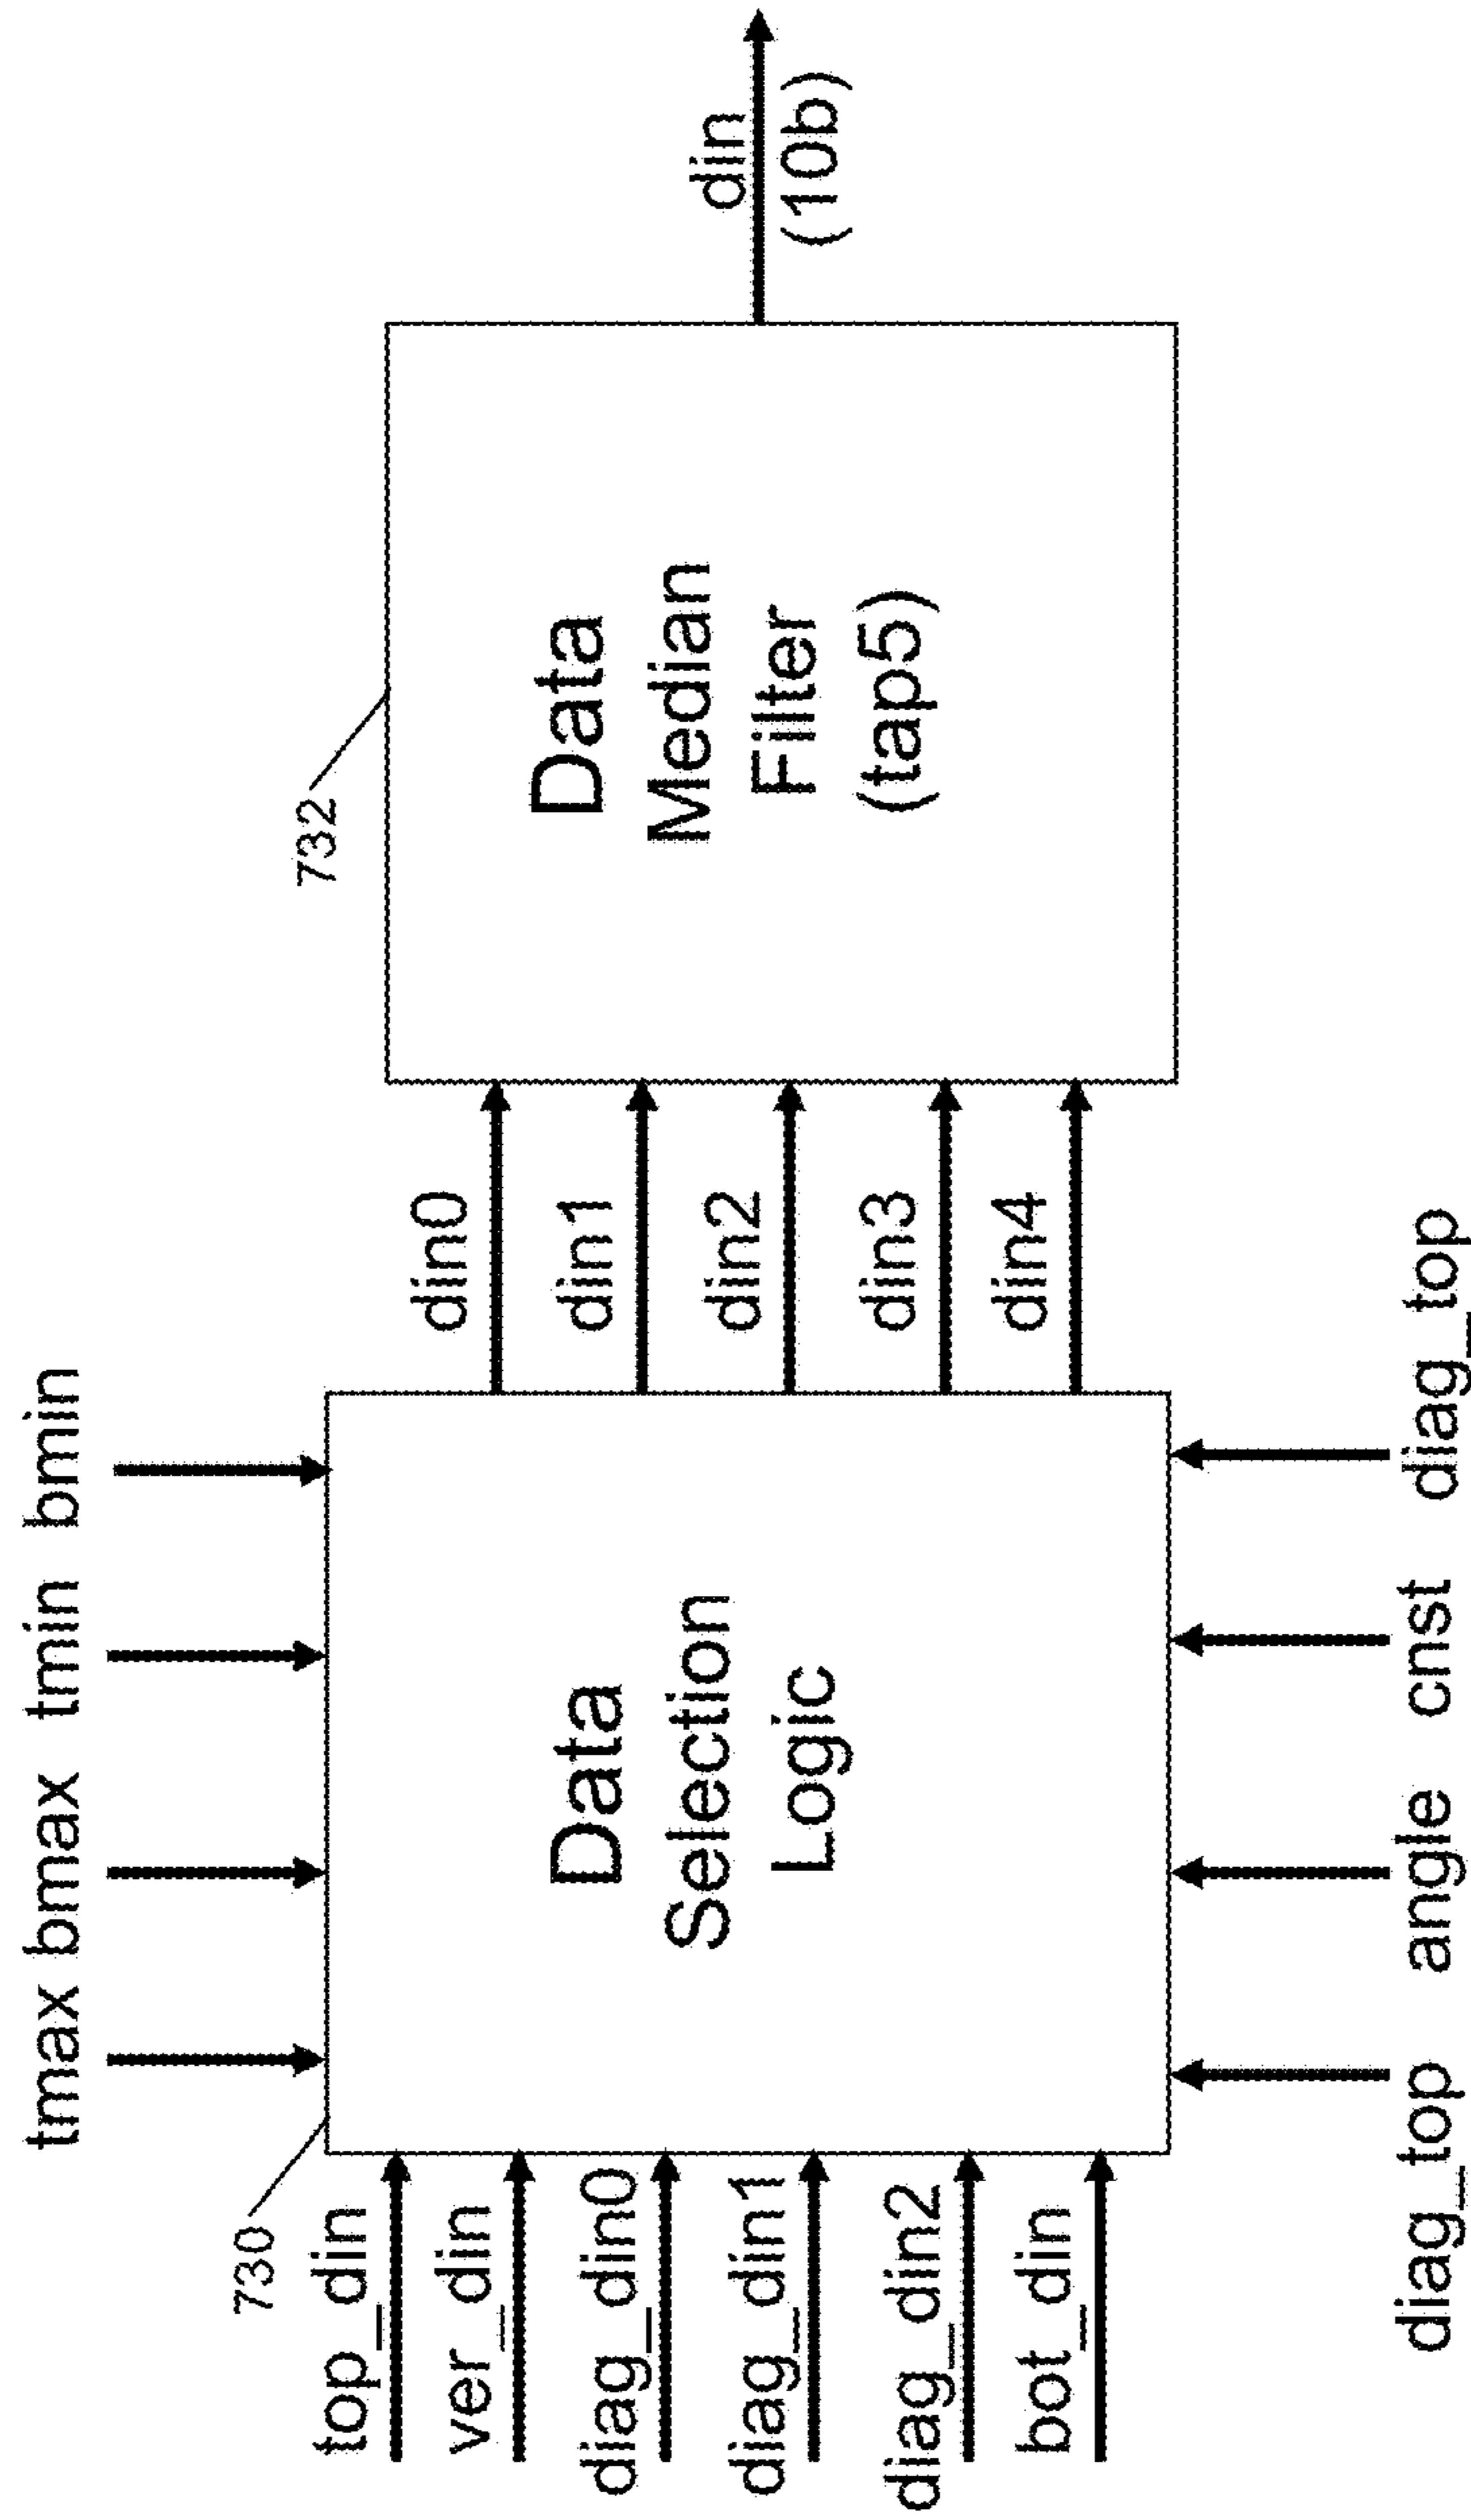 tmax bmax tmin bmin
730
732
top_din
ver_din
diag_din0
diag_din1
diag_din2
bot_din
Data
Selection
Logic
din0
din1
din2
din3
din4
Data
Median
Filter
(tap5)
din
(10b)
diag_top angle cnst diag_top